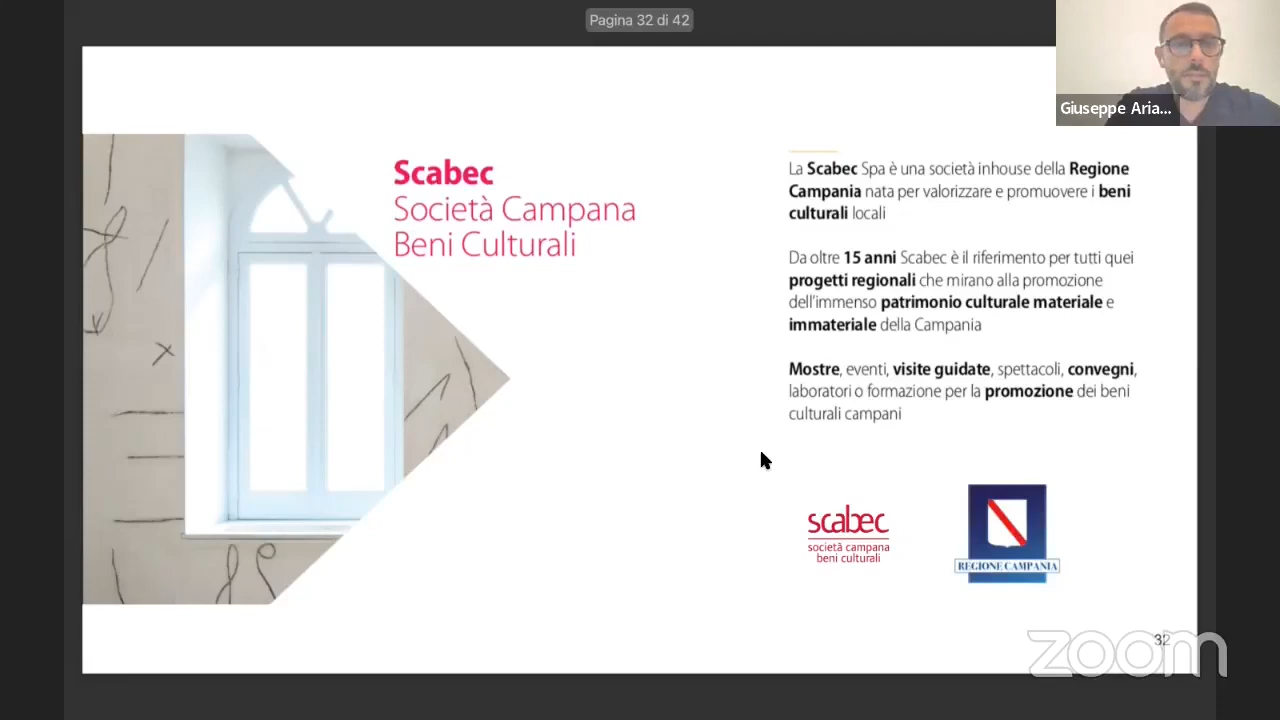 Pagina 32 di 42
Giuseppe Aria...
Scabec
Società Campana
Beni Culturali
La Scabec Spa è una società inhouse della Regione
Campania nata per valorizzare e promuovere i beni
culturali locali
Da oltre 15 anni Scabec è il riferimento per tutti quei
progetti regionali che mirano alla promozione
dell'immenso patrimonio culturale materiale e
immateriale della Campania
Mostre, eventi, visite guidate, spettacoli, convegni,
laboratori o formazione per la promozione dei beni
culturali campani
scabec
società campana
beni culturali
REGIONE CAMPANIA
32
zoom